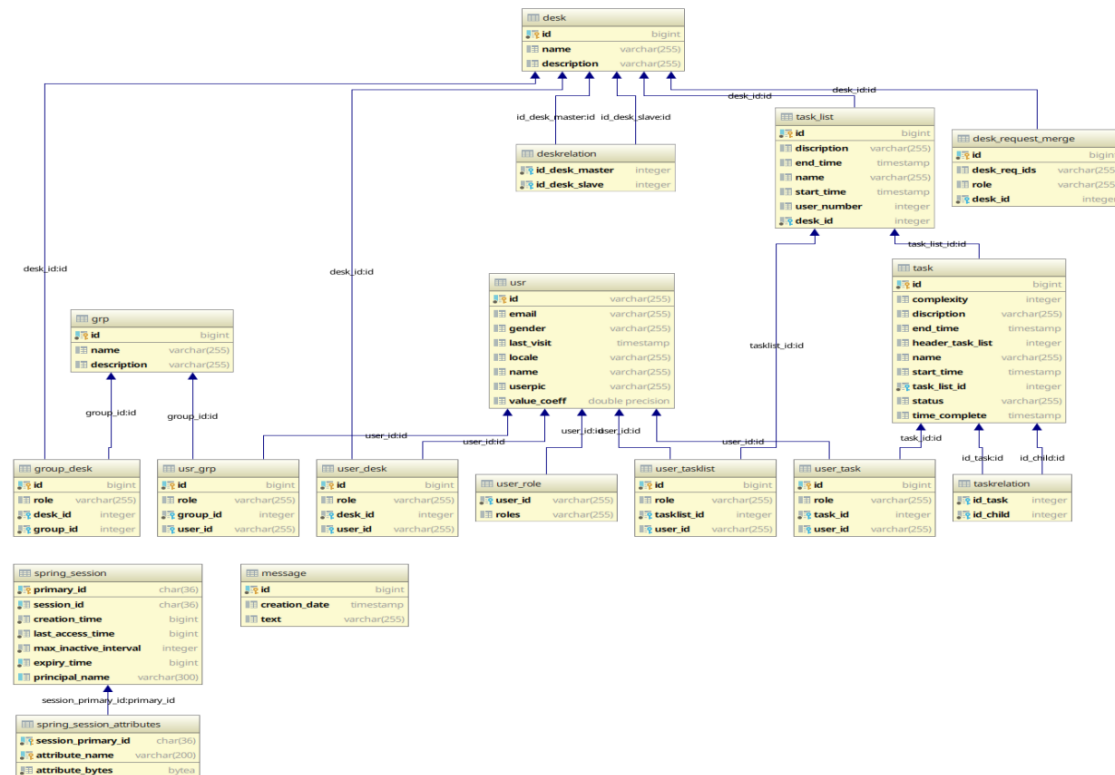 desk
id bigint
name varchar(255)
description varchar(255)
desk_id:id
desk_id:id
id_desk_master:id
id_desk_slave:id
task_list
id bigint
discription varchar(255)
end_time timestamp
name varchar(255)
start_time timestamp
user_number integer
desk_id integer
desk_request_merge
id bigint
desk_req_ids varchar(255)
role varchar(255)
desk_id integer
deskrelation
id_desk_master integer
id_desk_slave integer
task_list_id:id
desk_id:id
desk_id:id
task
id bigint
complexity integer
discription varchar(255)
end_time timestamp
header_task_list integer
name varchar(255)
start_time timestamp
task_list_id integer
status varchar(255)
time_complete timestamp
usr
id varchar(255)
email varchar(255)
gender varchar(255)
last_visit timestamp
locale varchar(255)
name varchar(255)
userpic varchar(255)
value_coeff double precision
grp
id bigint
name varchar(255)
description varchar(255)
tasklist_id:id
group_id:id
group_id:id
user_id:id
user_id:id
user_id:id
user_id:id
user_id:id
task_id:id
id_task:id
id_child:id
group_desk
id bigint
role varchar(255)
desk_id integer
group_id integer
usr_grp
id bigint
role varchar(255)
group_id integer
user_id varchar(255)
user_desk
id bigint
role varchar(255)
desk_id integer
user_id varchar(255)
user_role
user_id varchar(255)
roles varchar(255)
user_tasklist
id bigint
role varchar(255)
tasklist_id integer
user_id varchar(255)
user_task
id bigint
role varchar(255)
task_id integer
user_id varchar(255)
taskrelation
id_task integer
id_child integer
spring_session
primary_id char(36)
session_id char(36)
creation_time bigint
last_access_time bigint
max_inactive_interval integer
expiry_time bigint
principal_name varchar(300)
message
id bigint
creation_date timestamp
text varchar(255)
session_primary_id:primary_id
spring_session_attributes
session_primary_id char(36)
attribute_name varchar(200)
attribute_bytes bytea